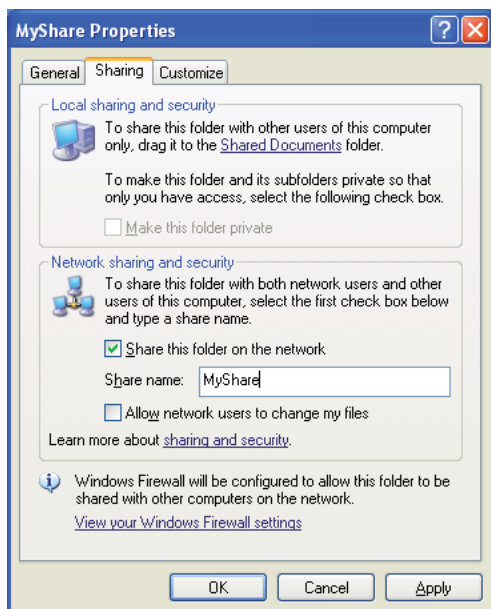 MyShare Properties
General Sharing Customize
Local sharing and security
To share this folder with other users of this computer
only, drag it to the Shared Documents folder.
To make this folder and its subfolders private so that
only you have access, select the following check box.
Make this folder private
Network sharing and security
To share this folder with both network users and other
users of this computer, select the first check box below
and type a share name.
Share this folder on the network
Share name: MyShare
Allow network users to change my files
Learn more about sharing and security.
Windows Firewall will be configured to allow this folder to be
shared with other computers on the network.
View your Windows Firewall settings
OK Cancel Apply